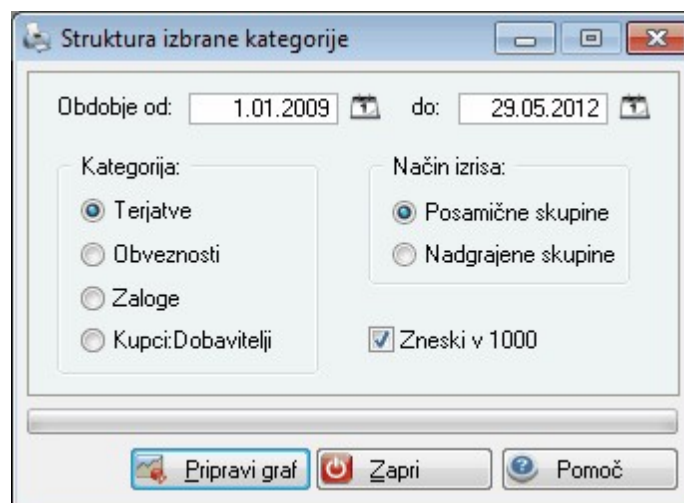 Struktura izbrane kategorije
Obdobje od: 1.01.2009 do: 29.05.2012
Kategorija:
Terjatve
Obveznosti
Zaloge
Kupci:Dobavitelji
Način izrisa:
Posamične skupine
Nadgrajene skupine
Zneski v 1000
Pripravi graf Zapri Pomoč